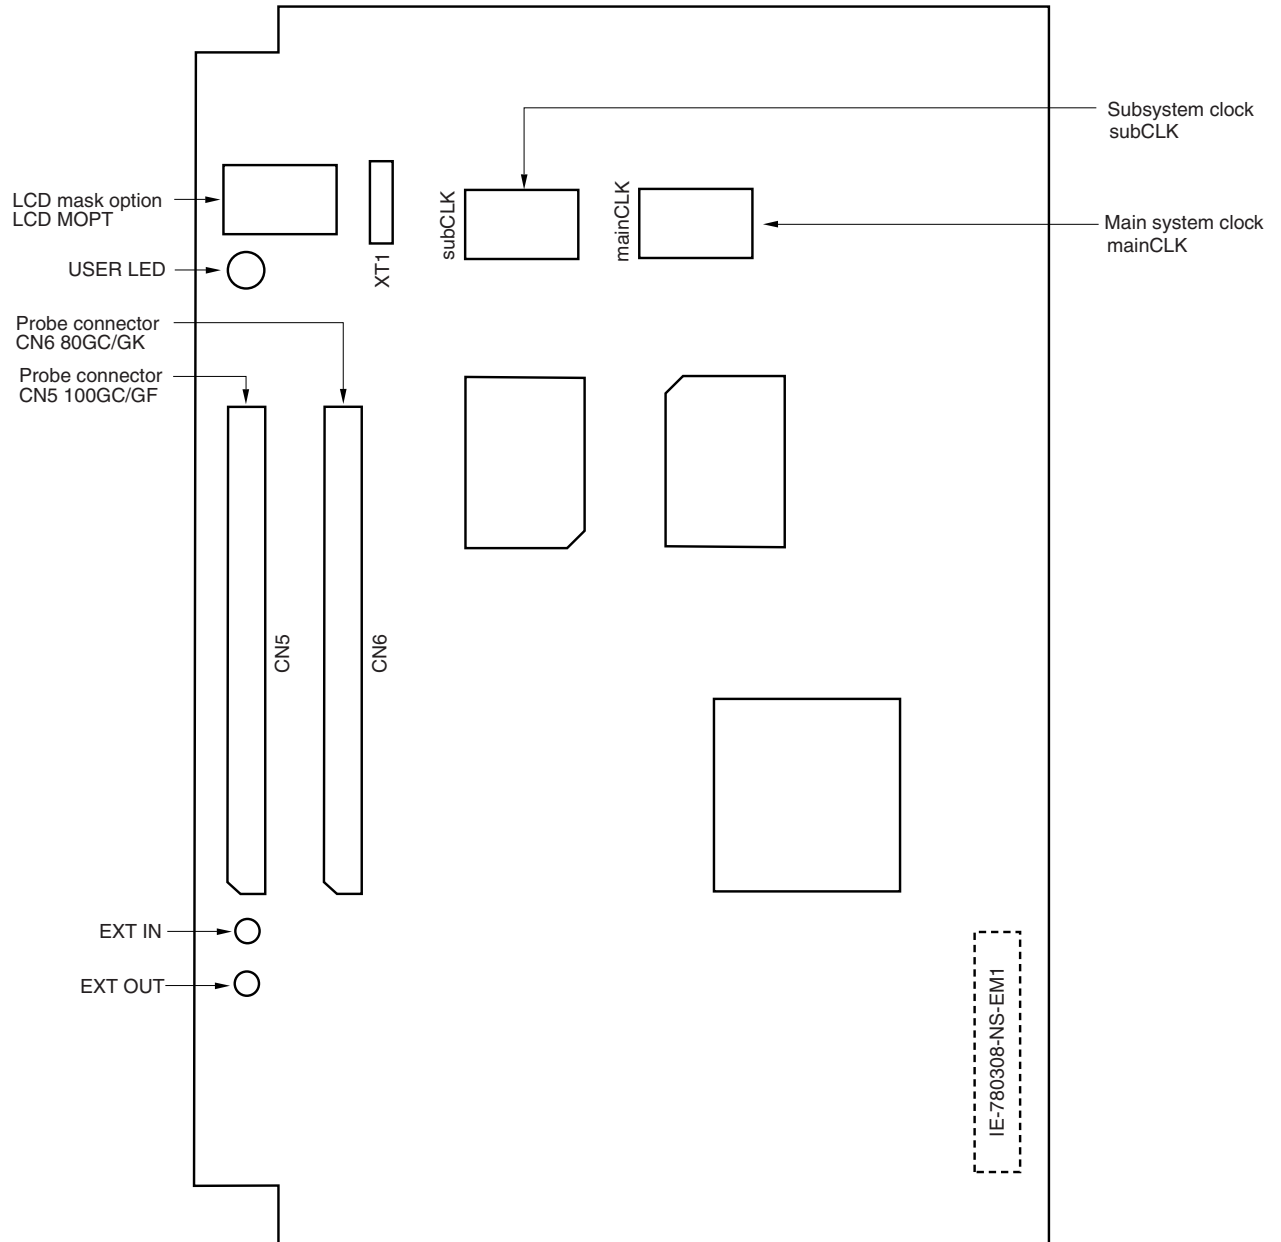 Subsystem clock
subCLK
LCD mask option
LCD MOPT
subCLK
mainCLK
Main system clock
mainCLK
USER LED
XT1
Probe connector
CN6 80GC/GK
Probe connector
CN5 100GC/GF
CN5
CN6
EXT IN
EXT OUT
IE-780308-NS-EM1